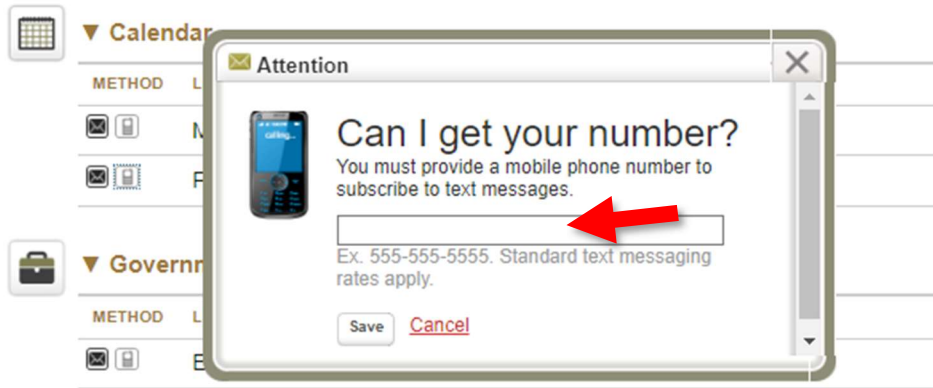 ▼ Calendar
Attention
METHOD L
calling...
Can I get your number?
You must provide a mobile phone number to
subscribe to text messages.
Ex. 555-555-5555. Standard text messaging
rates apply.
▼ Govern
METHOD L
Save Cancel